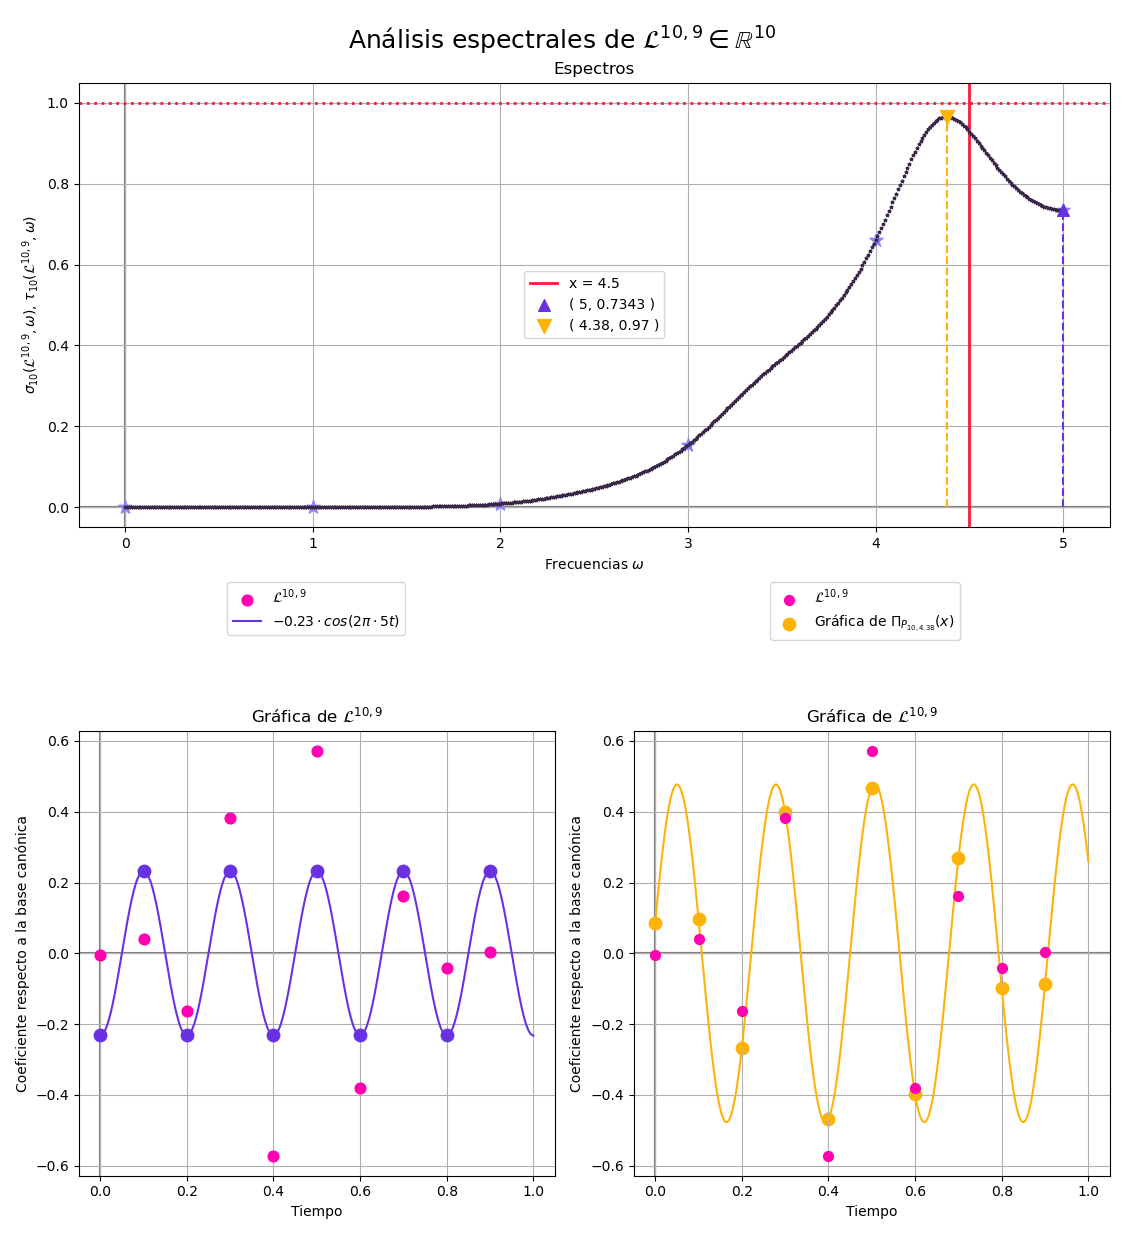 Análisis espectrales de 𝓛^{10,9} ∈ ℝ^{10}
Espectros
σ_{10}(𝓛^{10,9}, ω), τ_{10}(𝓛^{10,9}, ω)
1.0
0.8
0.6
0.4
0.2
0.0
x = 4.5
( 5, 0.7343 )
( 4.38, 0.97 )
0 1 2 3 4 5
Frecuencias ω
𝓛^{10,9}
−0.23 · cos(2π · 5t)
𝓛^{10,9}
Gráfica de Π_{P_{10,4.38}}(x)
Gráfica de 𝓛^{10,9}
Coeficiente respecto a la base canónica
0.6
0.4
0.2
0.0
−0.2
−0.4
−0.6
0.0 0.2 0.4 0.6 0.8 1.0
Tiempo
Gráfica de 𝓛^{10,9}
Coeficiente respecto a la base canónica
0.6
0.4
0.2
0.0
−0.2
−0.4
−0.6
0.0 0.2 0.4 0.6 0.8 1.0
Tiempo